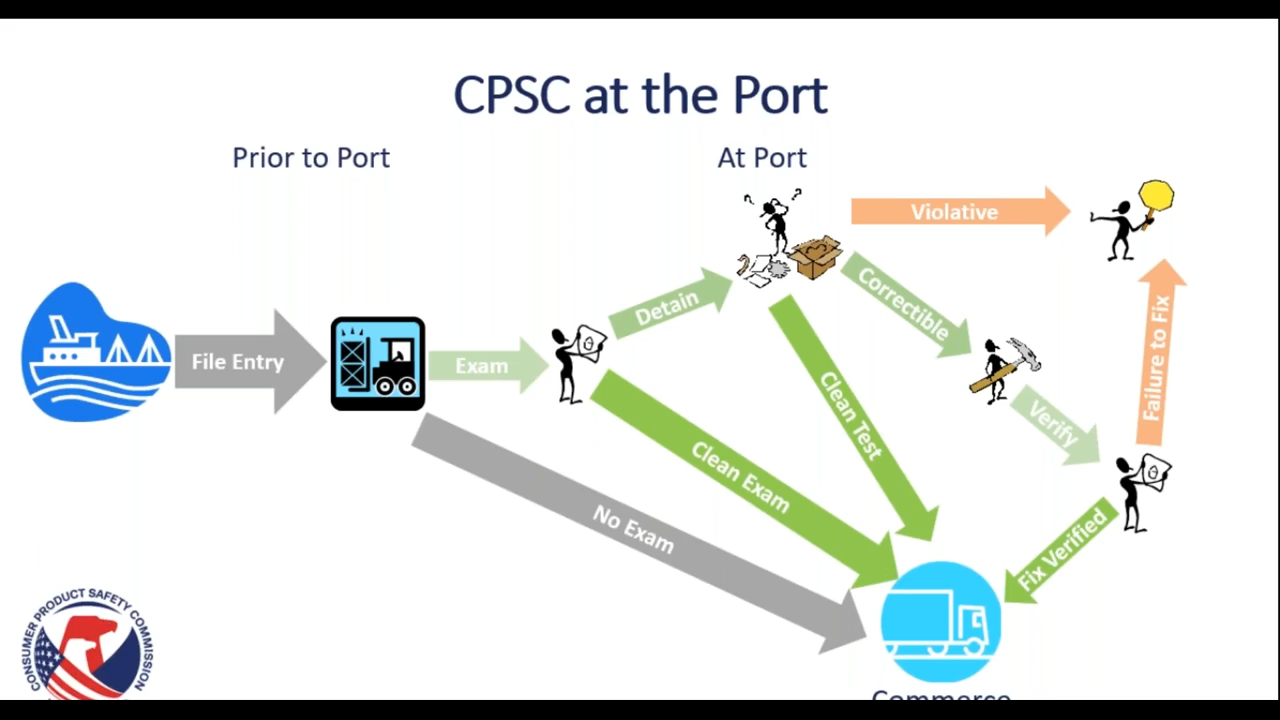 CPSC at the Port
Prior to Port
At Port
Violative
Detain
Correctible
File Entry
Exam
Failure to Fix
Clean Test
Verify
Clean Exam
No Exam
Fix Verified
CONSUMER PRODUCT SAFETY COMMISSION
Commerce